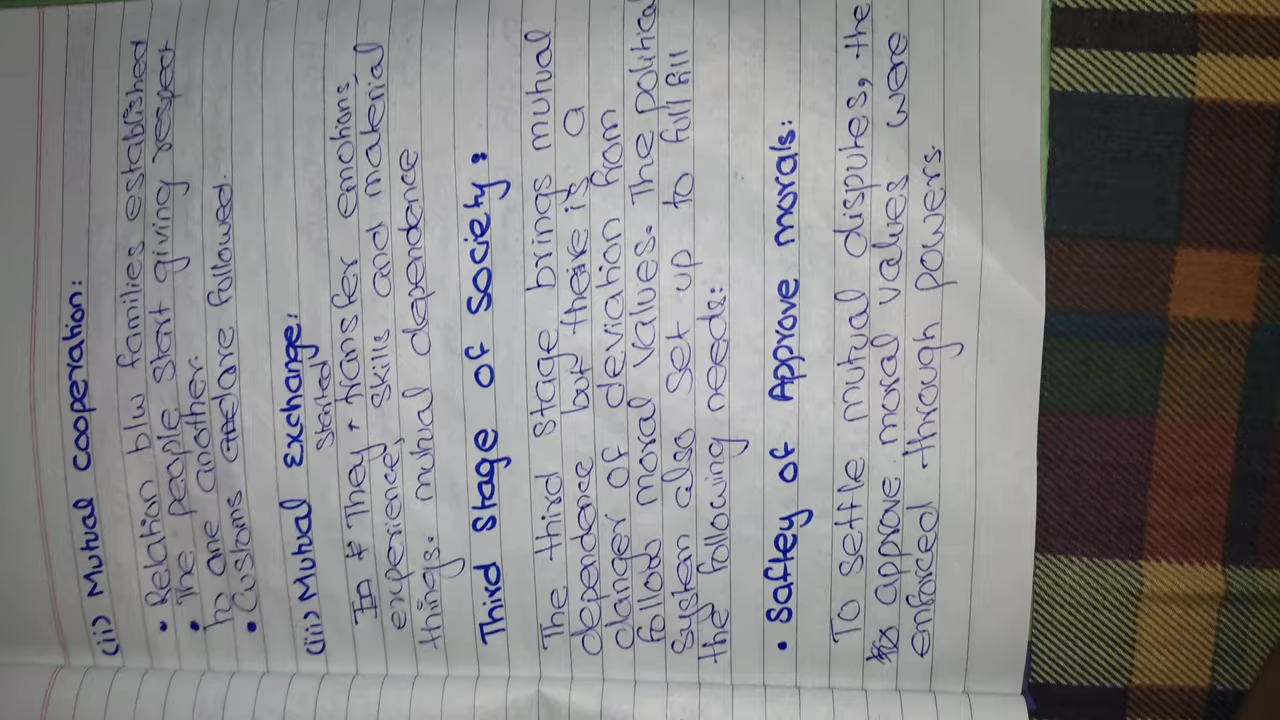 (ii) Mutual cooperation:
• Relation b/w families established
• The people start giving respect
to one another.
• Customs are followed.
(iii) Mutual Exchange:
started
They transfer emotions,
experience, skills and material
things. mutual dependence
Third Stage of society:
The third stage brings mutual
dependence but their is a
danger of deviation from
follow moral values. The political
system also set up to full fill
the following needs:
• Saftey of Approve morals:
To settle mutual disputes, the
approve moral values were
enforced through powers.